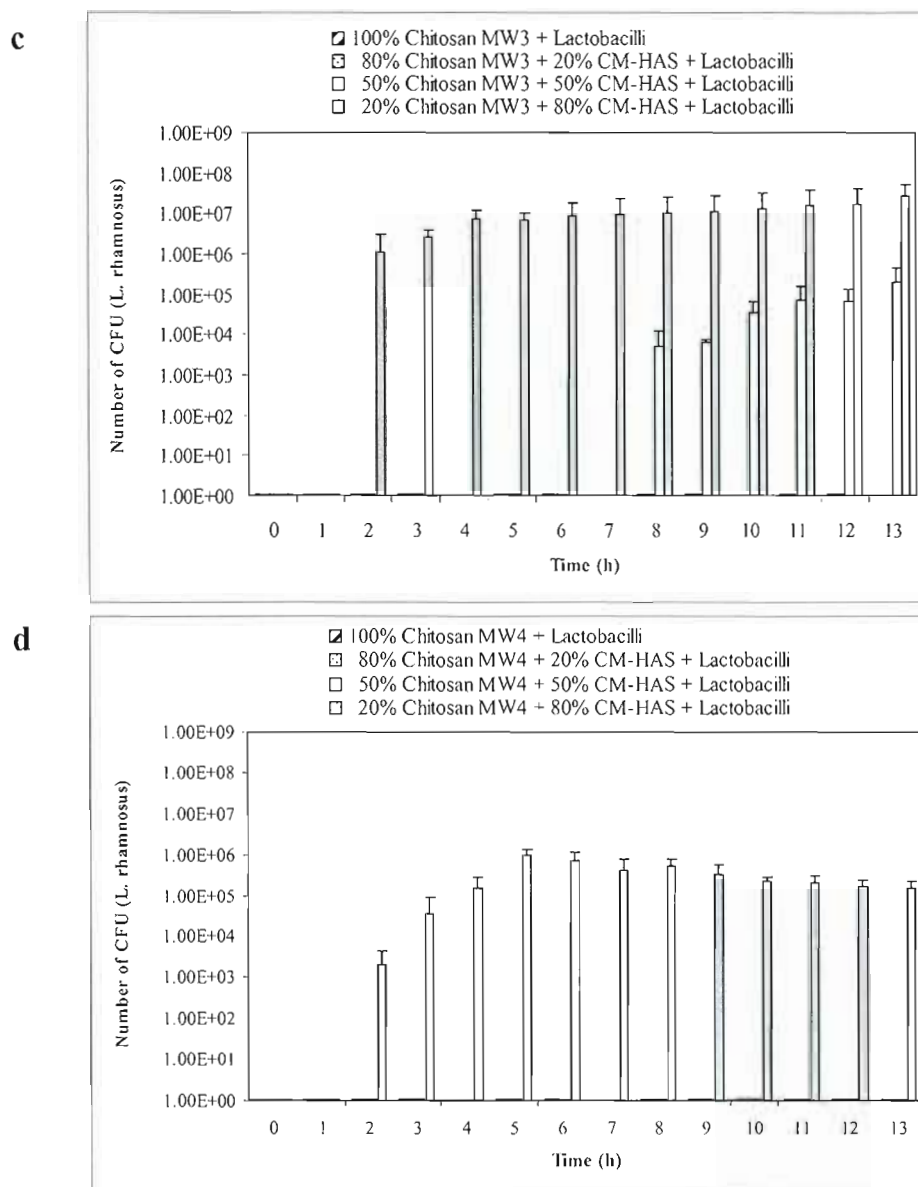 c
100% Chitosan MW3 + Lactobacilli
80% Chitosan MW3 + 20% CM-HAS + Lactobacilli
50% Chitosan MW3 + 50% CM-HAS + Lactobacilli
20% Chitosan MW3 + 80% CM-HAS + Lactobacilli
Number of CFU (L. rhamnosus)
1.00E+09
1.00E+08
1.00E+07
1.00E+06
1.00E+05
1.00E+04
1.00E+03
1.00E+02
1.00E+01
1.00E+00
0 1 2 3 4 5 6 7 8 9 10 11 12 13
Time (h)
d
100% Chitosan MW4 + Lactobacilli
80% Chitosan MW4 + 20% CM-HAS + Lactobacilli
50% Chitosan MW4 + 50% CM-HAS + Lactobacilli
20% Chitosan MW4 + 80% CM-HAS + Lactobacilli
Number of CFU (L. rhamnosus)
1.00E+09
1.00E+08
1.00E+07
1.00E+06
1.00E+05
1.00E+04
1.00E+03
1.00E+02
1.00E+01
1.00E+00
0 1 2 3 4 5 6 7 8 9 10 11 12 13
Time (h)